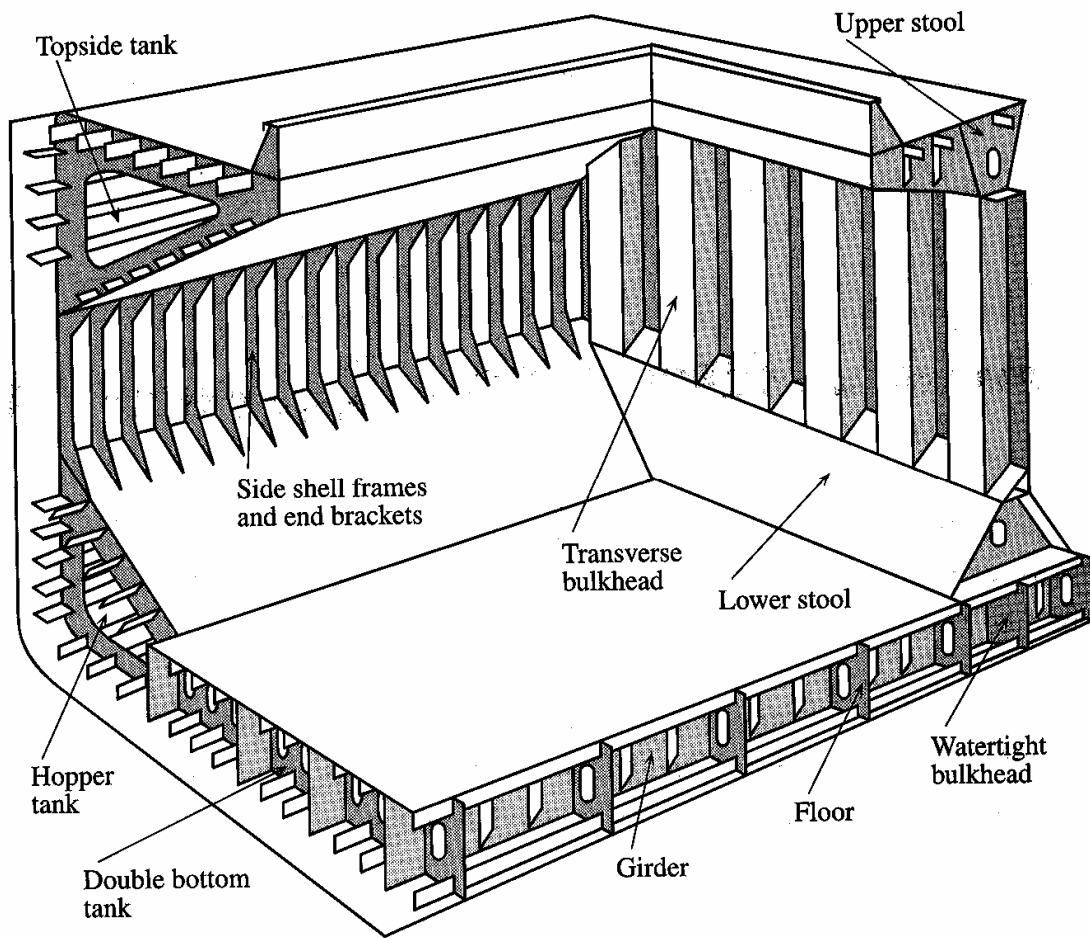 Topside tank
Upper stool
Side shell frames
and end brackets
Transverse
bulkhead
Lower stool
Hopper
tank
Watertight
bulkhead
Floor
Girder
Double bottom
tank